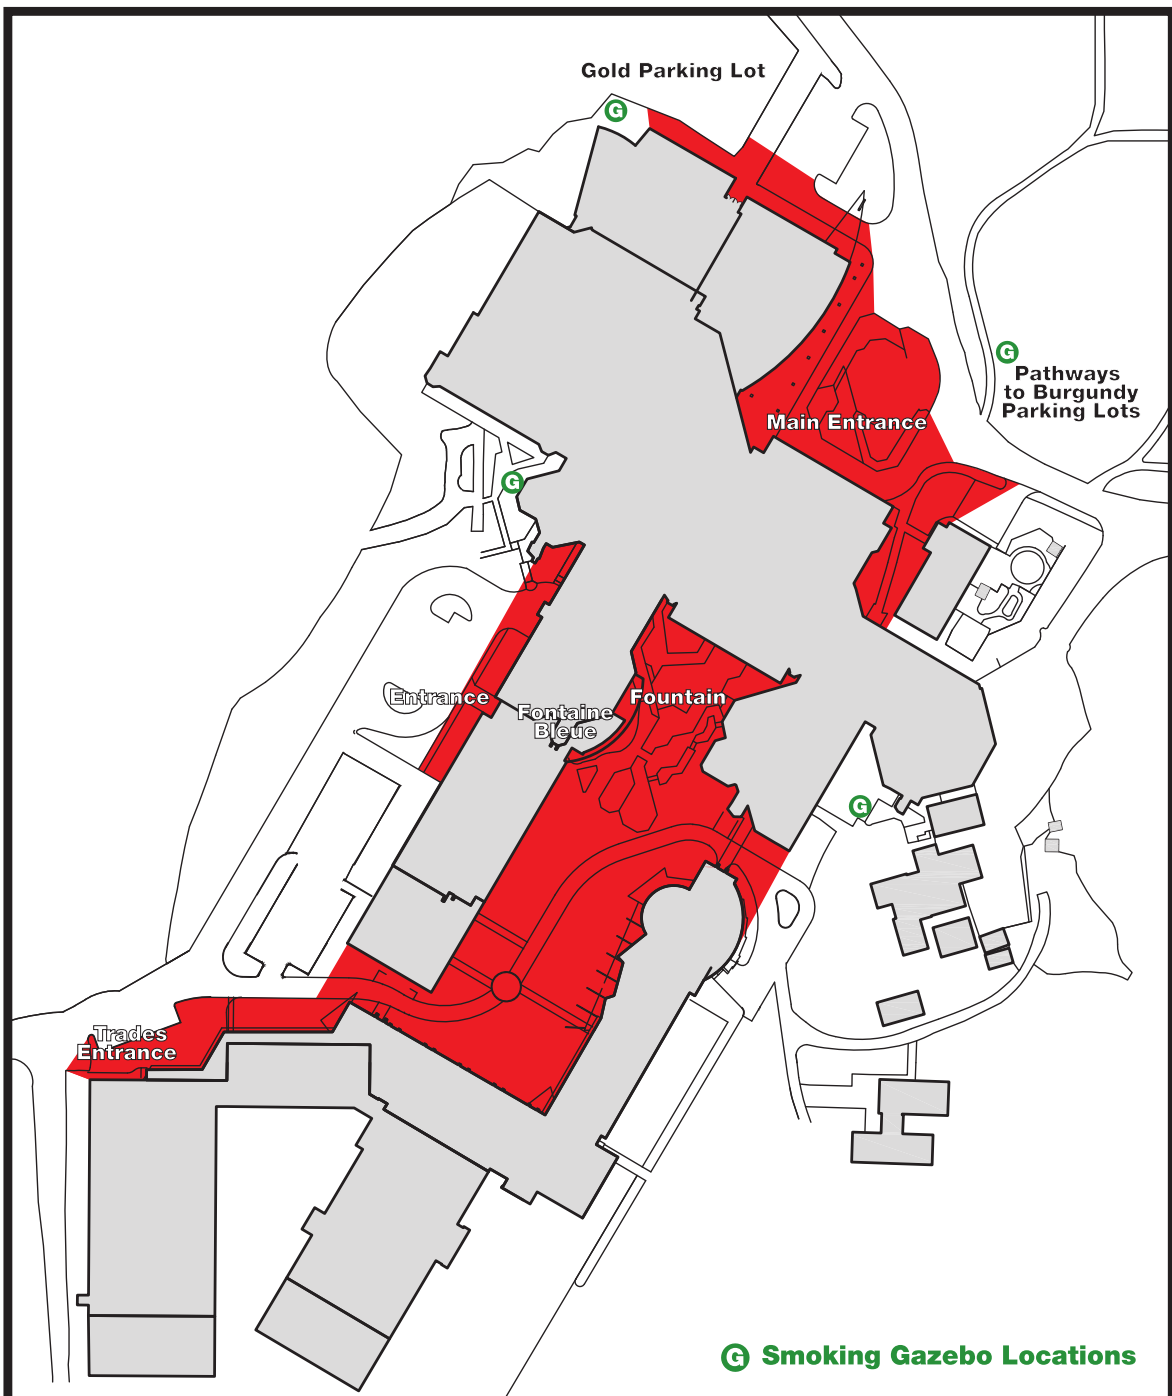 Gold Parking Lot
G
G
Pathways
to Burgundy
Parking Lots
Main Entrance
G
Entrance
Fountain
Fontaine
Bleue
G
Trades
Entrance
G Smoking Gazebo Locations